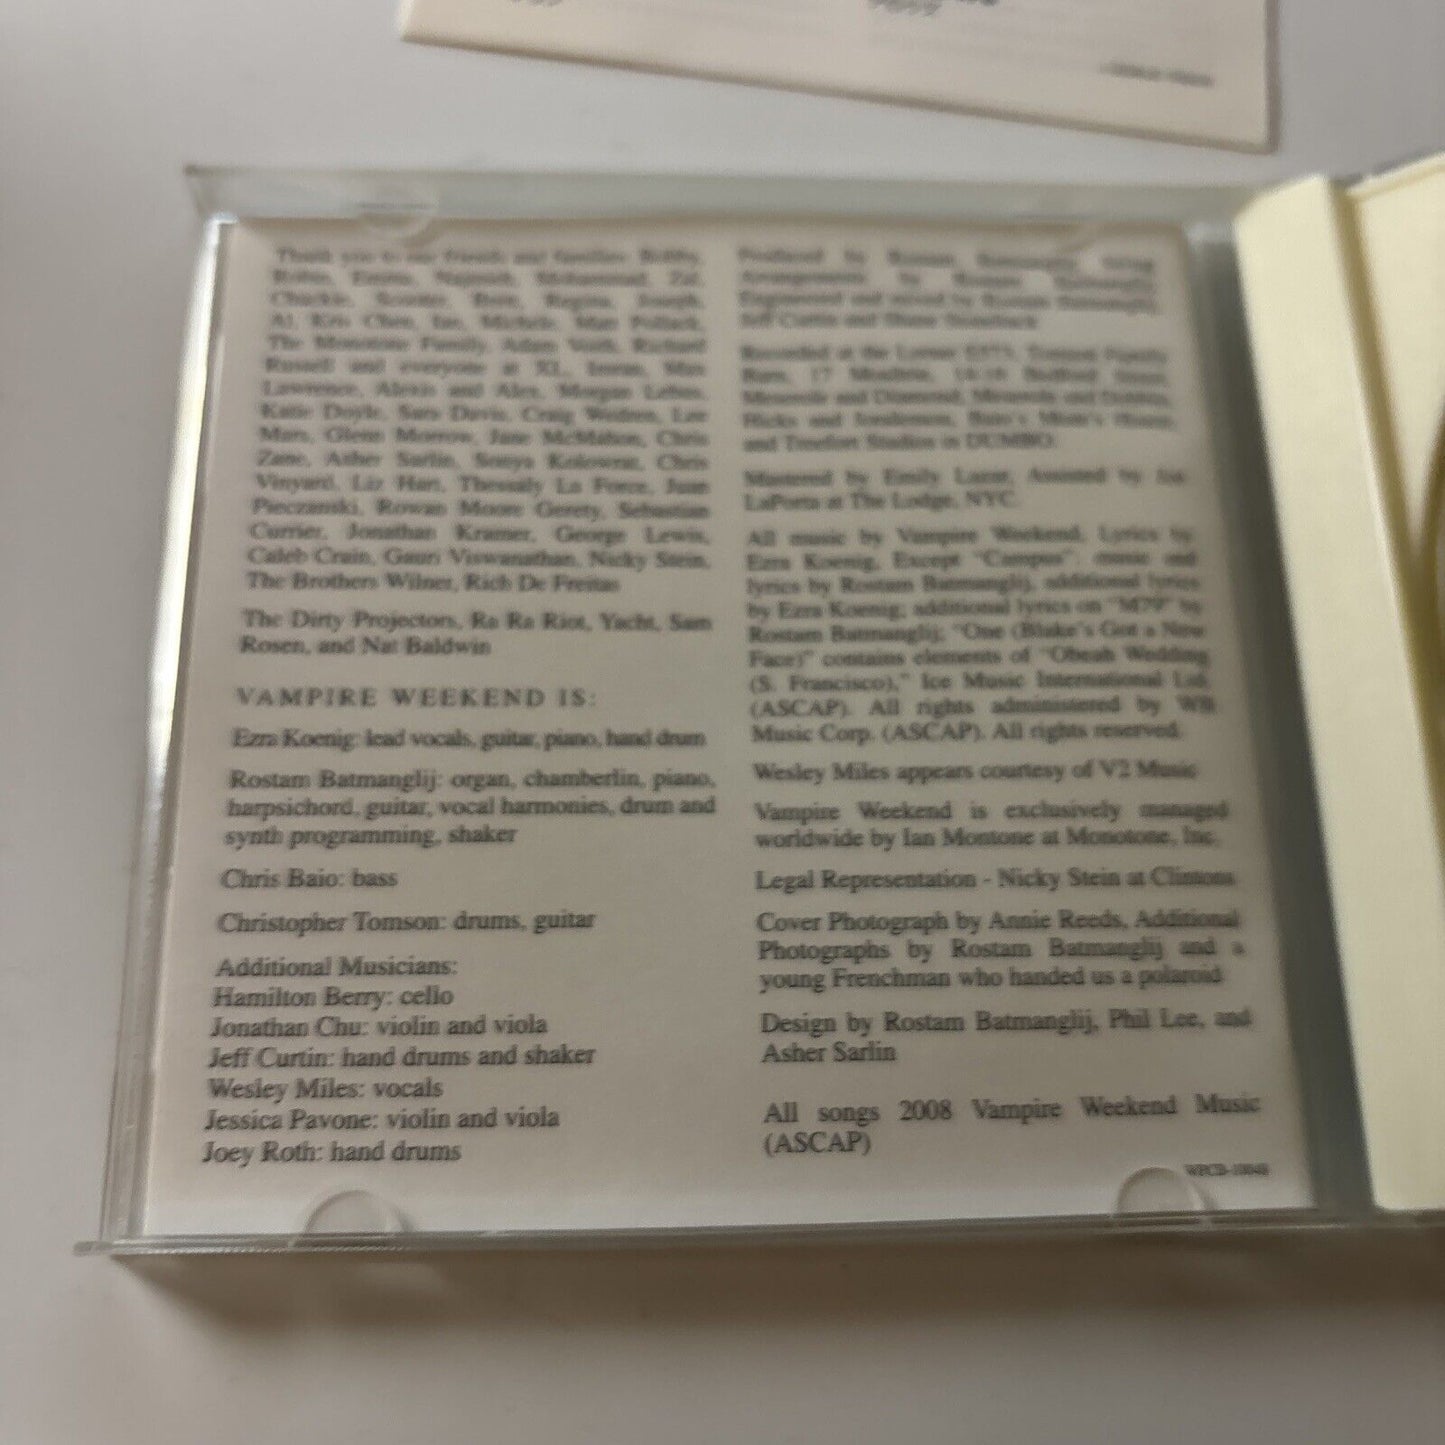 Thank you to our friends and families: Bobby,
Robin, Emma, Najmieh, Mohammad, Zal,
Chuckie, Scooter, Regina, Joseph,
Al, Kris Chen, Ian, Michele, Matt Pollack,
The Monotone Family, Adam Voith, Richard
Russell and everyone at XL, Imran, Max
Lawrence, Alexis and Alex, Morgan Lebus,
Katie Doyle, Sara Davis, Craig Wedren, Lee
Mars, Glenn Morrow, Jane McMahon, Chris
Zane, Asher Sarlin, Sonya Kolowrat, Chris
Vinyard, Liz Hart, Thessaly La Force, Juan
Pieczanski, Rowan Moore Gerety, Sebastian
Currier, Jonathan Kramer, George Lewis,
Caleb Crain, Gauri Viswanathan, Nicky Stein,
The Brothers Wilner, Rich De Freitas
The Dirty Projectors, Ra Ra Riot, Yacht, Sam
Rosen, and Nat Baldwin
VAMPIRE WEEKEND IS:
Ezra Koenig: lead vocals, guitar, piano, hand drum
Rostam Batmanglij: organ, chamberlin, piano,
harpsichord, guitar, vocal harmonies, drum and
synth programming, shaker
Chris Baio: bass
Christopher Tomson: drums, guitar
Additional Musicians:
Hamilton Berry: cello
Jonathan Chu: violin and viola
Jeff Curtin: hand drums and shaker
Wesley Miles: vocals
Jessica Pavone: violin and viola
Joey Roth: hand drums
Produced by Rostam Batmanglij, String
Arrangements by Rostam Batmanglij,
Engineered and mixed by Rostam Batmanglij,
Jeff Curtin and Shane Stoneback
Recorded at the Lerner Family
Barn, 17 Bedford Street,
Menerole and Diamond, Menerole and
and House,
and Treefort Studios in DUMBO.
Mastered by Emily Lazar, Assisted by Joe
LaPorta at The Lodge, NYC.
All music by Vampire Weekend, Lyrics by
Ezra Koenig, Except "Campus": music and
lyrics by Rostam Batmanglij, additional lyrics
by Ezra Koenig; additional lyrics on "M79" by
Rostam Batmanglij; "One (Blake's Got a New
Face)" contains elements of "Obeah Wedding
(S. Francisco)," Ice Music International Ltd.
(ASCAP). All rights administered by WB
Music Corp. (ASCAP). All rights reserved.
Wesley Miles appears courtesy of V2 Music
Vampire Weekend is exclusively managed
worldwide by Ian Montone at Monotone, Inc.
Legal Representation - Nicky Stein at Clintons
Cover Photograph by Annie Reeds, Additional
Photographs by Rostam Batmanglij and a
young Frenchman who handed us a polaroid
Design by Rostam Batmanglij, Phil Lee, and
Asher Sarlin
All songs 2008 Vampire Weekend Music
(ASCAP)